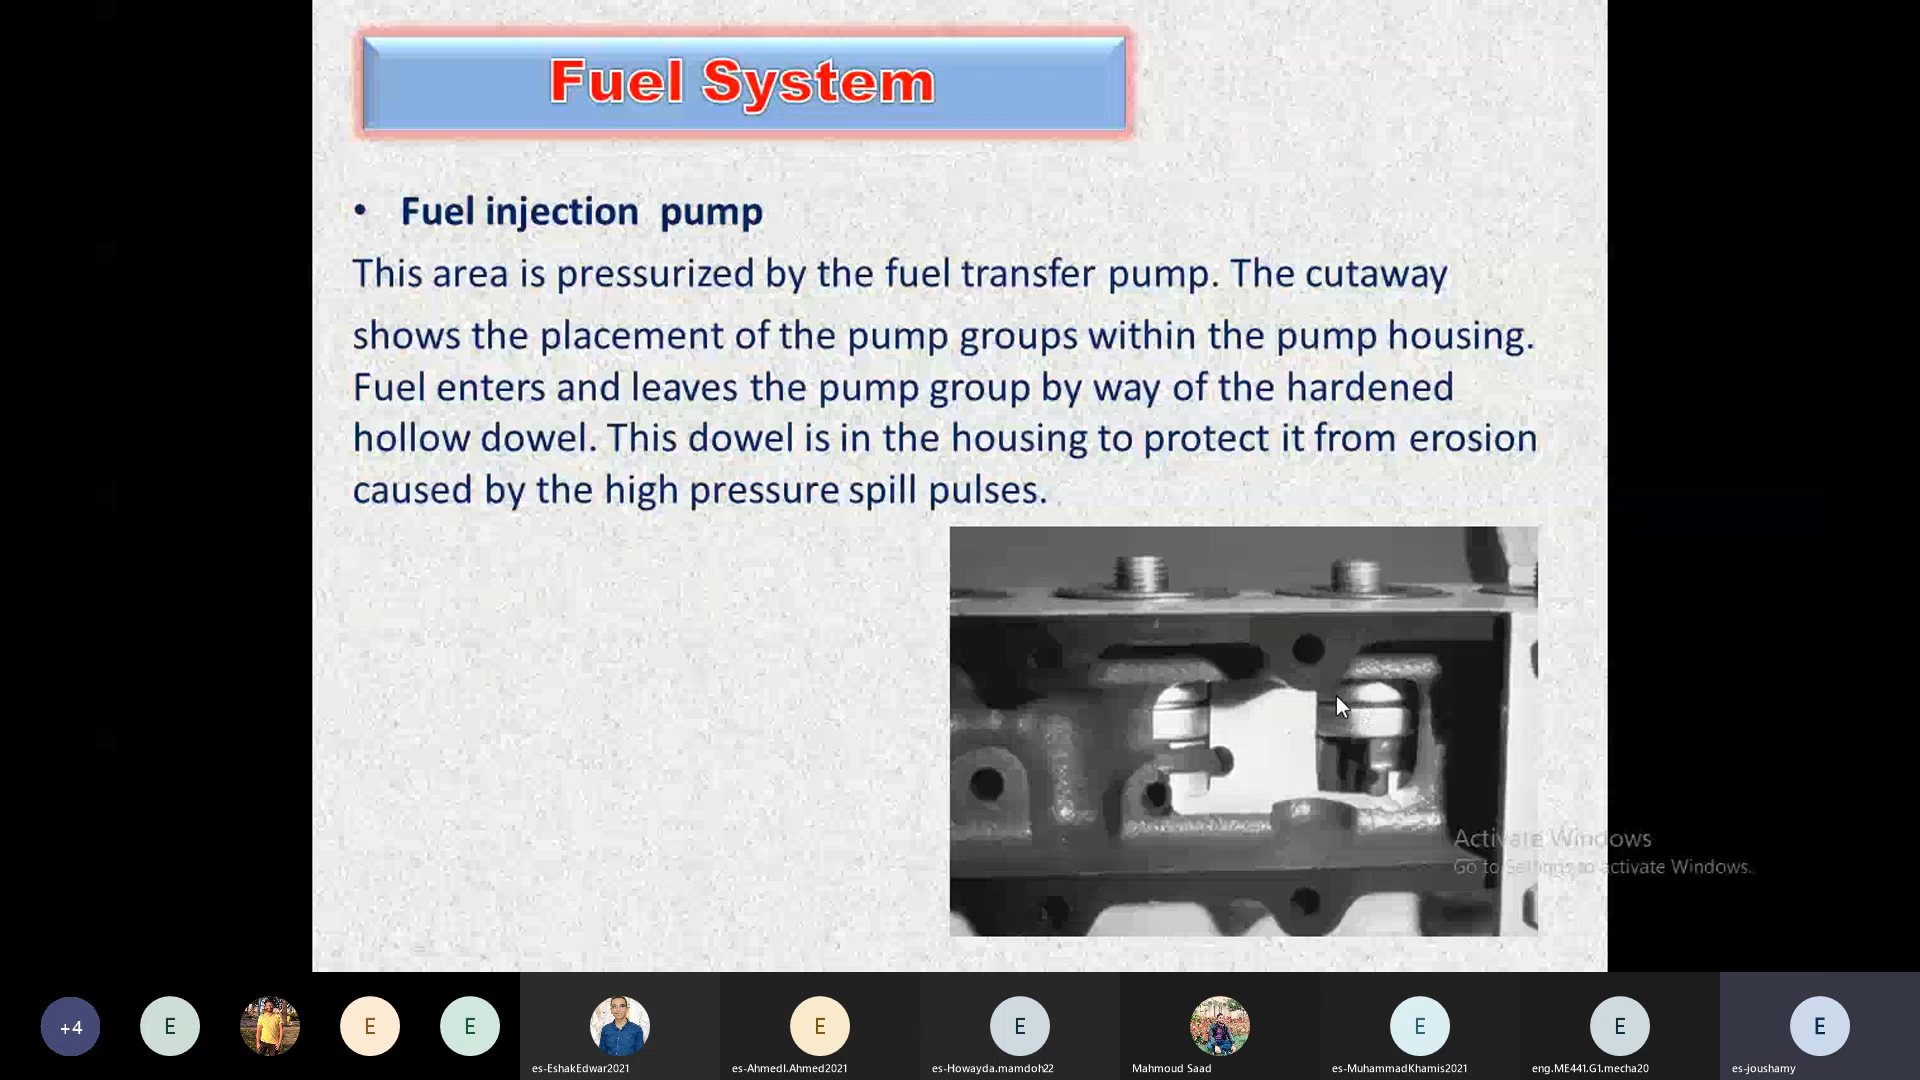 Fuel System
• Fuel injection pump
This area is pressurized by the fuel transfer pump. The cutaway
shows the placement of the pump groups within the pump housing.
Fuel enters and leaves the pump group by way of the hardened
hollow dowel. This dowel is in the housing to protect it from erosion
caused by the high pressure spill pulses.
Activate Windows
Go to Settings to activate Windows.
+4
E
E
E
E
E
E
E
E
es-EshakEdwar2021
es-AhmedI.Ahmed2021
es-Howayda.mamdoh22
Mahmoud Saad
es-MuhammadKhamis2021
eng.ME441.G1.mecha20
es-joushamy